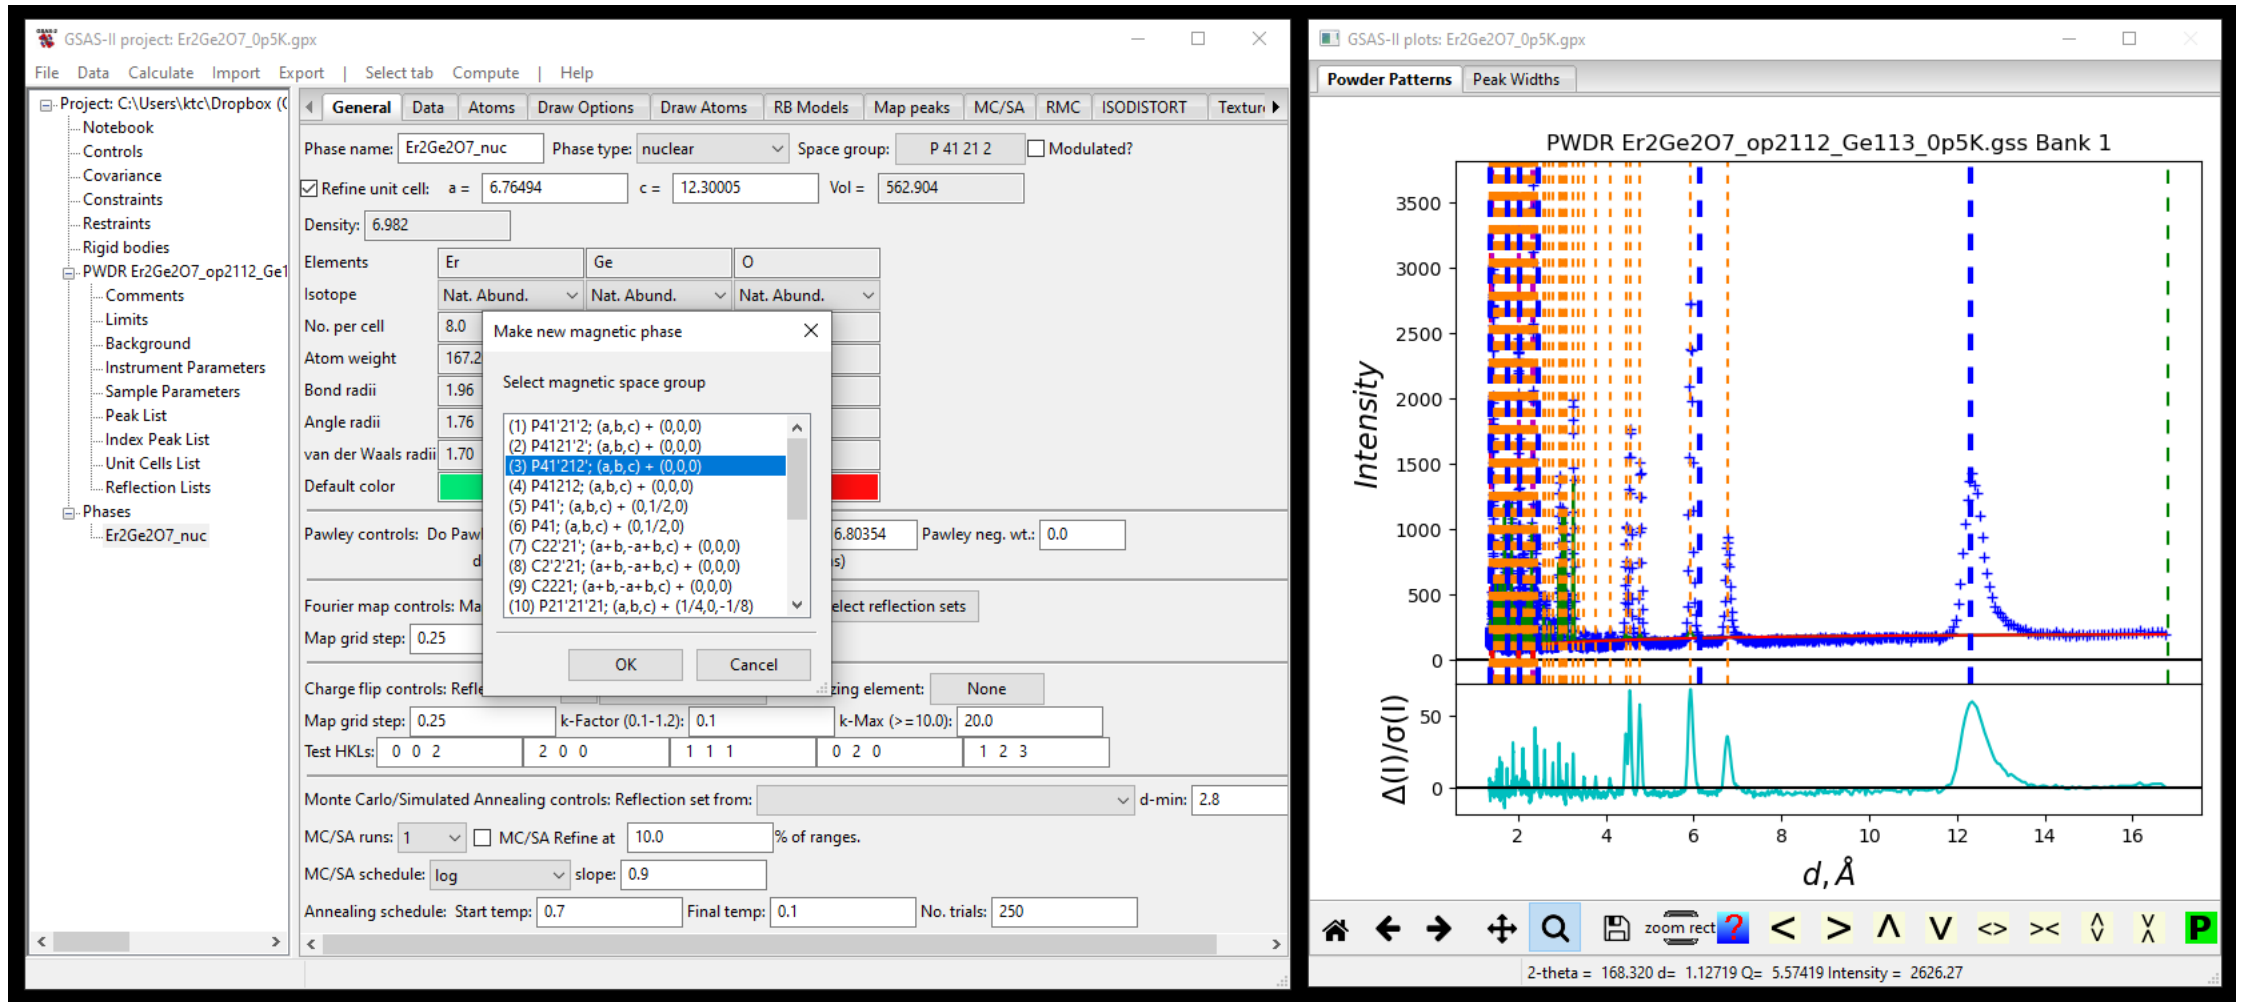 GSAS-II project: Er2Ge2O7_0p5K.gpx
File Data Calculate Import Export | Select tab Compute | Help
Project: C:\Users\ktc\Dropbox ((
Notebook
Controls
Covariance
Constraints
Restraints
Rigid bodies
PWDR Er2Ge2O7_op2112_Ge1
Comments
Limits
Background
Instrument Parameters
Sample Parameters
Peak List
Index Peak List
Unit Cells List
Reflection Lists
Phases
Er2Ge2O7_nuc
General Data Atoms Draw Options Draw Atoms RB Models Map peaks MC/SA RMC ISODISTORT Textur
Phase name: Er2Ge2O7_nuc Phase type: nuclear Space group: P 41 21 2 Modulated?
Refine unit cell: a = 6.76494 c = 12.30005 Vol = 562.904
Density: 6.982
Elements Er Ge O
Isotope Nat. Abund. Nat. Abund. Nat. Abund.
No. per cell 8.0
Atom weight 167.2
Bond radii 1.96
Angle radii 1.76
van der Waals radii 1.70
Default color
Pawley controls: Do Paw 6.80354 Pawley neg. wt.: 0.0
d s)
Fourier map controls: Ma elect reflection sets
Map grid step: 0.25
Charge flip controls: Refle zing element: None
Map grid step: 0.25 k-Factor (0.1-1.2): 0.1 k-Max (>=10.0): 20.0
Test HKLs: 0 0 2 2 0 0 1 1 1 0 2 0 1 2 3
Monte Carlo/Simulated Annealing controls: Reflection set from: d-min: 2.8
MC/SA runs: 1 MC/SA Refine at 10.0 % of ranges.
MC/SA schedule: log slope: 0.9
Annealing schedule: Start temp: 0.7 Final temp: 0.1 No. trials: 250
Make new magnetic phase
Select magnetic space group
(1) P41'21'2; (a,b,c) + (0,0,0)
(2) P4121'2'; (a,b,c) + (0,0,0)
(3) P41'212'; (a,b,c) + (0,0,0)
(4) P41212; (a,b,c) + (0,0,0)
(5) P41'; (a,b,c) + (0,1/2,0)
(6) P41; (a,b,c) + (0,1/2,0)
(7) C22'21'; (a+b,-a+b,c) + (0,0,0)
(8) C2'2'21; (a+b,-a+b,c) + (0,0,0)
(9) C2221; (a+b,-a+b,c) + (0,0,0)
(10) P21'21'21; (a,b,c) + (1/4,0,-1/8)
OK Cancel
GSAS-II plots: Er2Ge2O7_0p5K.gpx
Powder Patterns Peak Widths
PWDR Er2Ge2O7_op2112_Ge113_0p5K.gss Bank 1
Intensity
3500
3000
2500
2000
1500
1000
500
0
Δ(I)/σ(I)
50
0
2 4 6 8 10 12 14 16
d, Å
zoom rect ? < > Λ V <> >< P
2-theta = 168.320 d= 1.12719 Q= 5.57419 Intensity = 2626.27